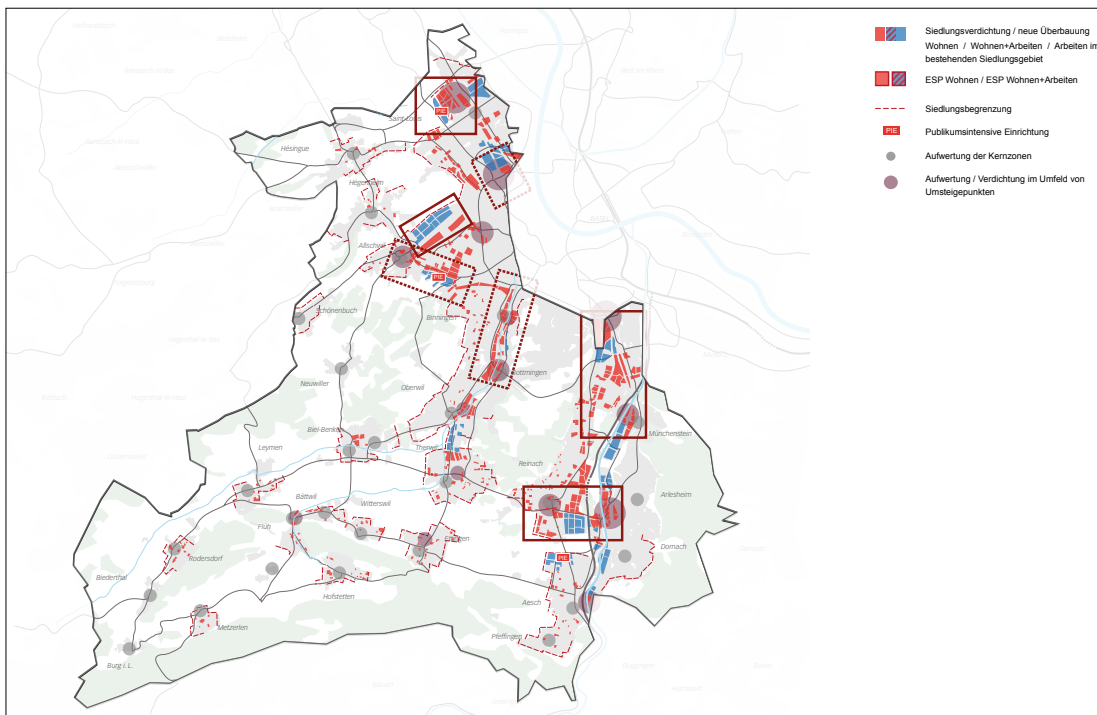 Siedlungsverdichtung / neue Überbauung
Wohnen / Wohnen+Arbeiten / Arbeiten im
bestehenden Siedlungsgebiet
ESP Wohnen / ESP Wohnen+Arbeiten
Siedlungsbegrenzung
PIE Publikumsintensive Einrichtung
Aufwertung der Kernzonen
Aufwertung / Verdichtung im Umfeld von
Umsteigepunkten
PIE
Saint-Louis
Hésingue
Hégenheim
BASEL
Allschwil
PIE
Schönenbuch
Binningen
Bottmingen
Neuwiller
Oberwil
Biel-Benken
Therwil
Münchenstein
Leymen
Reinach
Bättwil
Witterswil
Arlesheim
Flüh
Ettingen
Dornach
Rodersdorf
PIE
Biederthal
Hofstetten
Aesch
Metzerlen
Pfeffingen
Burg i. L.